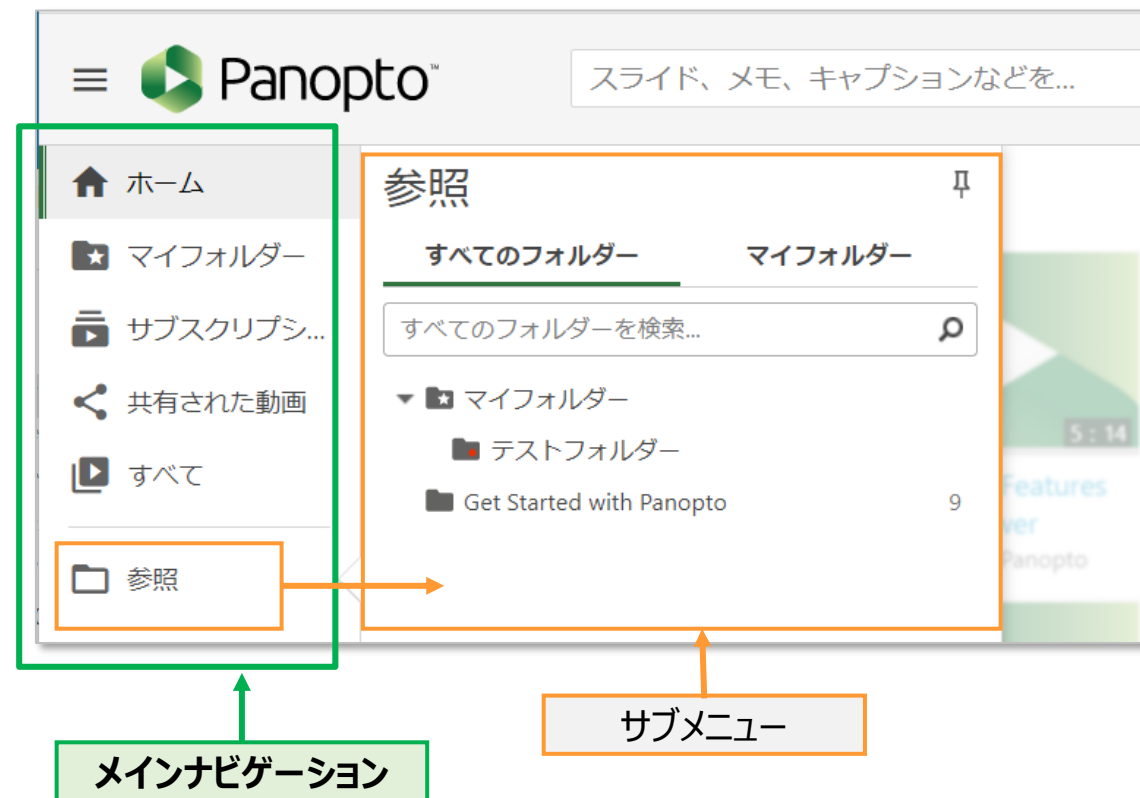 Panopto™
スライド、メモ、キャプションなどを...
ホーム
マイフォルダー
サブスクリプシ...
共有された動画
すべて
参照
参照
すべてのフォルダー マイフォルダー
すべてのフォルダーを検索...
マイフォルダー
テストフォルダー
Get Started with Panopto 9
5:14
Features
Panopto
サブメニュー
メインナビゲーション